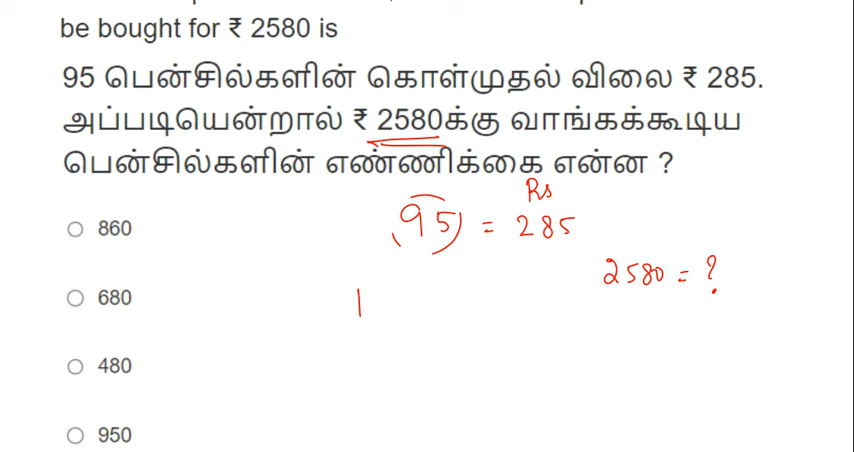 be bought for ₹ 2580 is
95 பென்சில்களின் கொள்முதல் விலை ₹ 285.
அப்படியென்றால் ₹ 2580க்கு வாங்கக்கூடிய
பென்சில்களின் எண்ணிக்கை என்ன ?
Rs
(95) = 285
860
2580 = ?
680
1
480
950